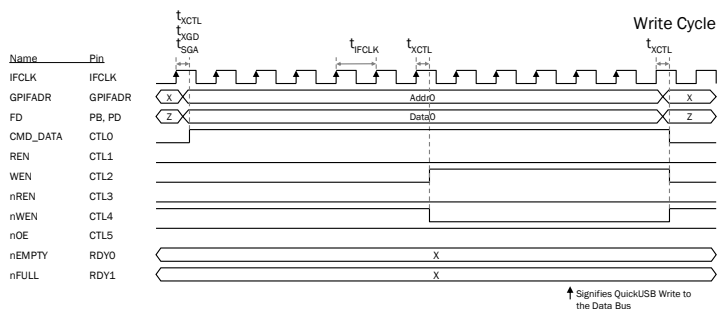 Write Cycle
tXCTL
tXGD
tSGA
tIFCLK
tXCTL
tXCTL
Name Pin
IFCLK IFCLK
GPIFADR GPIFADR X Addr0 X
FD PB, PD Z Data0 Z
CMD_DATA CTL0
REN CTL1
WEN CTL2
nREN CTL3
nWEN CTL4
nOE CTL5
nEMPTY RDY0 X
nFULL RDY1 X
Signifies QuickUSB Write to
the Data Bus